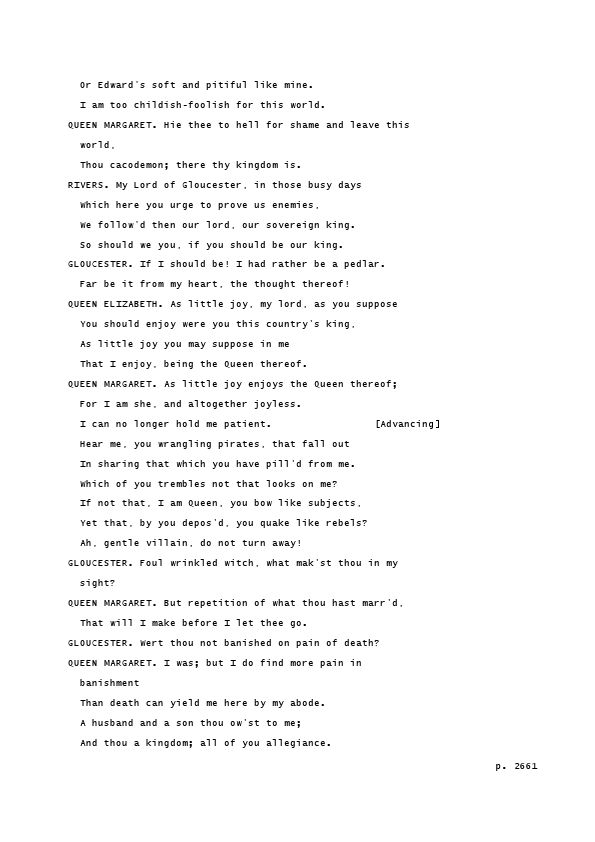 Or Edward's soft and pitiful like mine.
I am too childish-foolish for this world.
QUEEN MARGARET. Hie thee to hell for shame and leave this
world,
Thou cacodemon; there thy kingdom is.
RIVERS. My Lord of Gloucester, in those busy days
Which here you urge to prove us enemies,
We follow'd then our lord, our sovereign king.
So should we you, if you should be our king.
GLOUCESTER. If I should be! I had rather be a pedlar.
Far be it from my heart, the thought thereof!
QUEEN ELIZABETH. As little joy, my lord, as you suppose
You should enjoy were you this country's king,
As little joy you may suppose in me
That I enjoy, being the Queen thereof.
QUEEN MARGARET. As little joy enjoys the Queen thereof;
For I am she, and altogether joyless.
I can no longer hold me patient. [Advancing]
Hear me, you wrangling pirates, that fall out
In sharing that which you have pill'd from me.
Which of you trembles not that looks on me?
If not that, I am Queen, you bow like subjects,
Yet that, by you depos'd, you quake like rebels?
Ah, gentle villain, do not turn away!
GLOUCESTER. Foul wrinkled witch, what mak'st thou in my
sight?
QUEEN MARGARET. But repetition of what thou hast marr'd,
That will I make before I let thee go.
GLOUCESTER. Wert thou not banished on pain of death?
QUEEN MARGARET. I was; but I do find more pain in
banishment
Than death can yield me here by my abode.
A husband and a son thou ow'st to me;
And thou a kingdom; all of you allegiance.
p. 2661